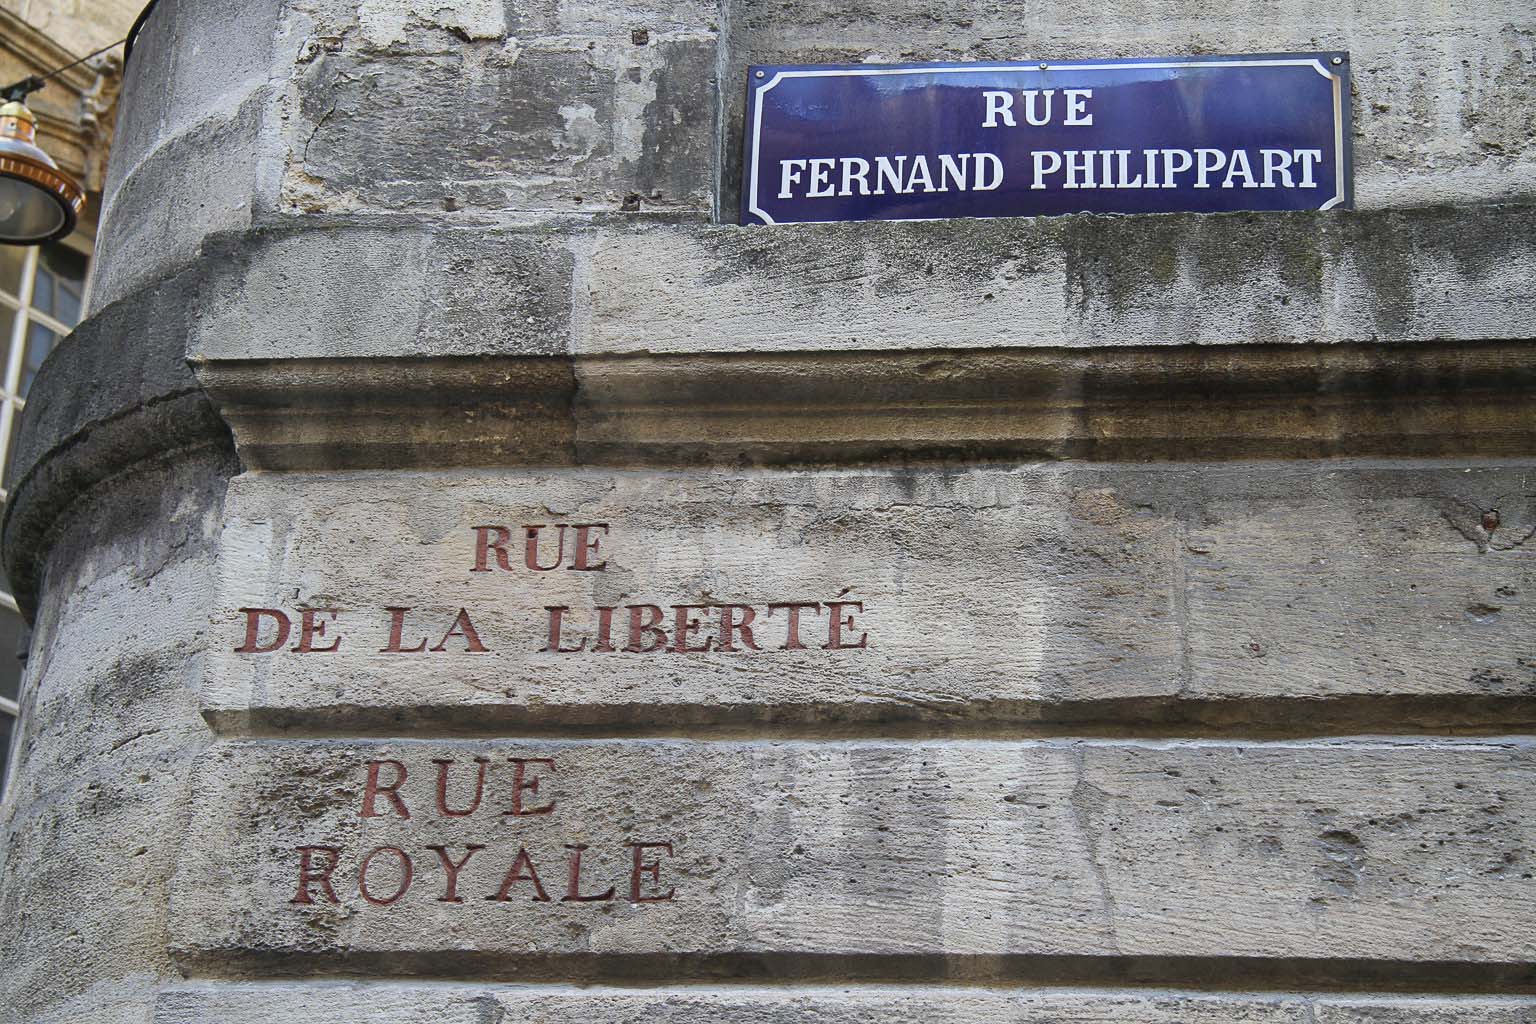 RUE
FERNAND PHILIPPART
RUE
DE LA LIBERTÉ
RUE
ROYALE